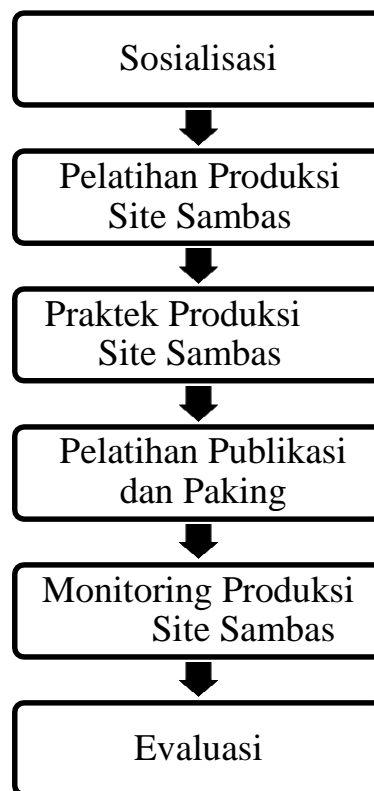 Sosialisasi
Pelatihan Produksi
Site Sambas
Praktek Produksi
Site Sambas
Pelatihan Publikasi
dan Paking
Monitoring Produksi
Site Sambas
Evaluasi